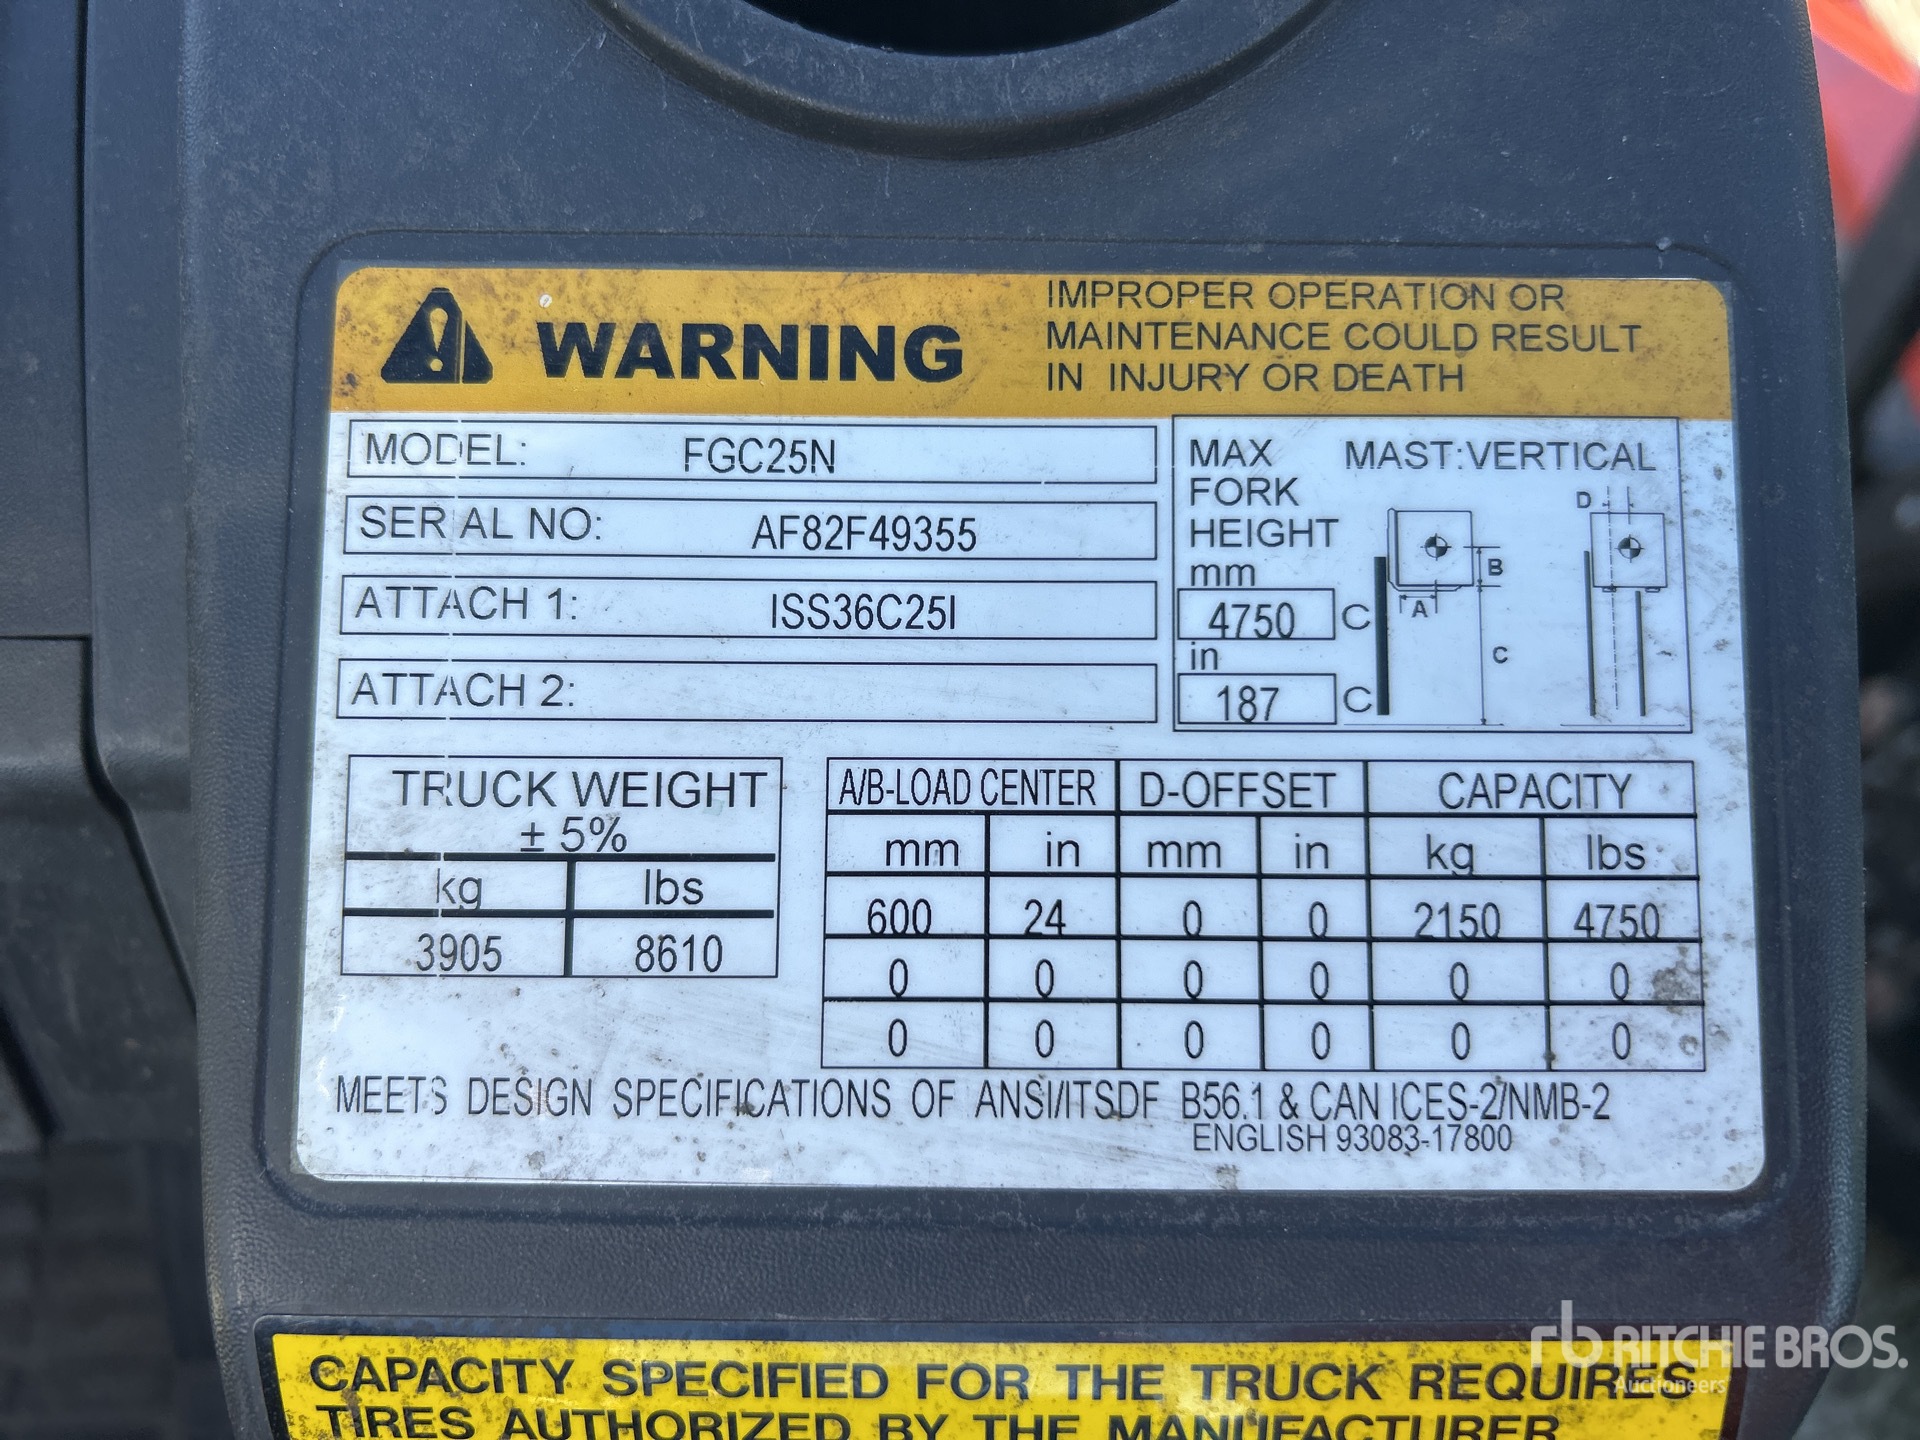 WARNING
IMPROPER OPERATION OR
MAINTENANCE COULD RESULT
IN INJURY OR DEATH
MODEL: FGC25N
SERIAL NO: AF82F49355
ATTACH 1: ISS36C25I
ATTACH 2:
MAX FORK HEIGHT
mm
4750 C
in
187 C
MAST:VERTICAL
D
B
A
C
TRUCK WEIGHT
± 5%
kg lbs
3905 8610
A/B-LOAD CENTER D-OFFSET CAPACITY
mm in mm in kg lbs
600 24 0 0 2150 4750
0 0 0 0 0 0
0 0 0 0 0 0
MEETS DESIGN SPECIFICATIONS OF ANSI/ITSDF B56.1 & CAN ICES-2/NMB-2
ENGLISH 93083-17800
CAPACITY SPECIFIED FOR THE TRUCK REQUIRES
TIRES AUTHORIZED BY THE MANUFACTURER
rb RITCHIE BROS.
Auctioneers